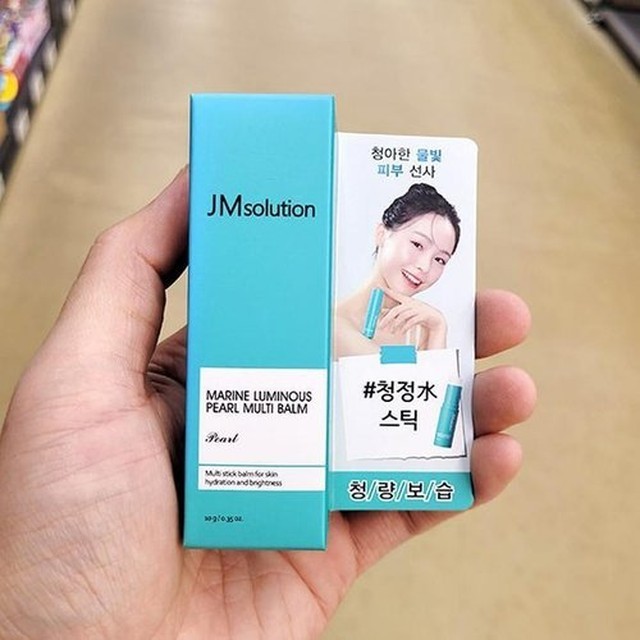 JMsolution
MARINE LUMINOUS
PEARL MULTI BALM
Pearl
Multi stick balm for skin
hydration and brightness
10 g / 0.35 oz.
청아한 물빛
피부 선사
#청정水
스틱
청/량/보/습